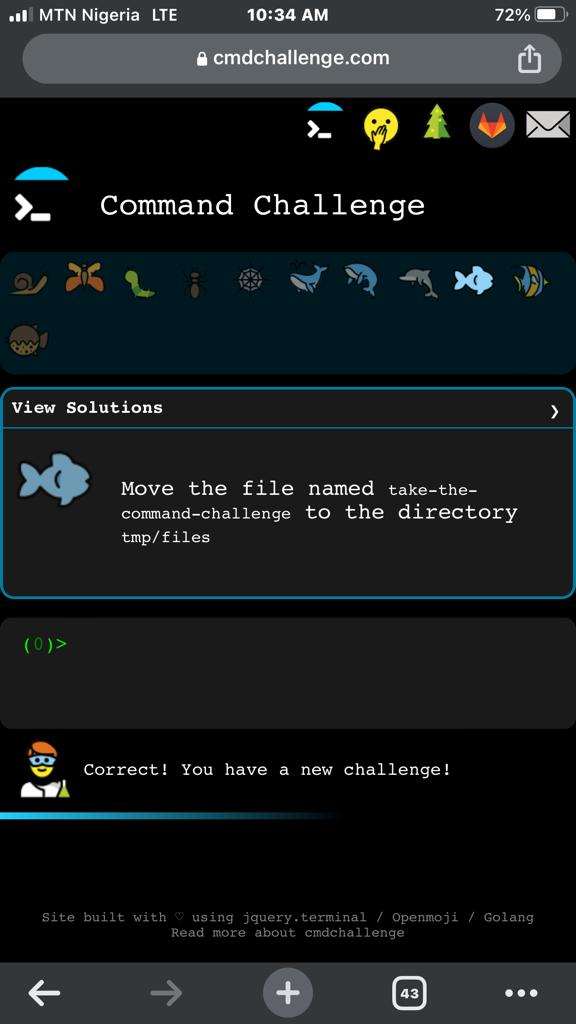 MTN Nigeria LTE 10:34 AM 72%
cmdchallenge.com
Command Challenge
View Solutions
Move the file named take-the-
command-challenge to the directory
tmp/files
(0)>
Correct! You have a new challenge!
Site built with ♡ using jquery.terminal / Openmoji / Golang
Read more about cmdchallenge
43